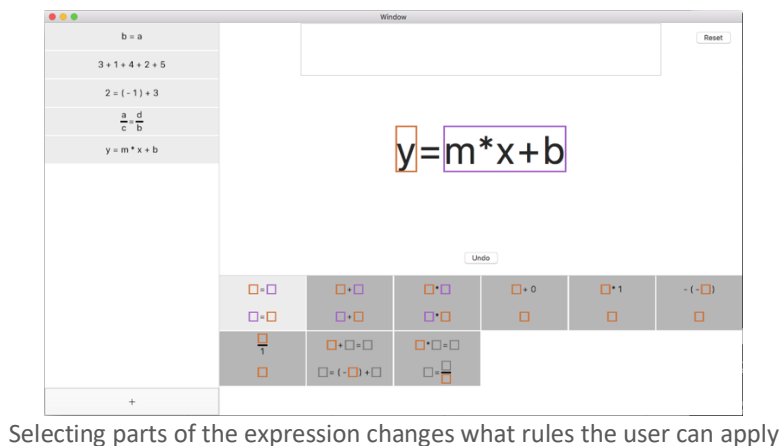 Window
b = a
3 + 1 + 4 + 2 + 5
2 = ( - 1 ) + 3
a/c = d/b
y = m * x + b
+
Reset
y=m*x+b
Undo
□=□
□=□
□+□
□+□
□*□
□*□
□+ 0
□
□* 1
□
- ( - □)
□
□/1
□
□+□=□
□= ( - □) +□
□*□=□
□=□/□
Selecting parts of the expression changes what rules the user can apply